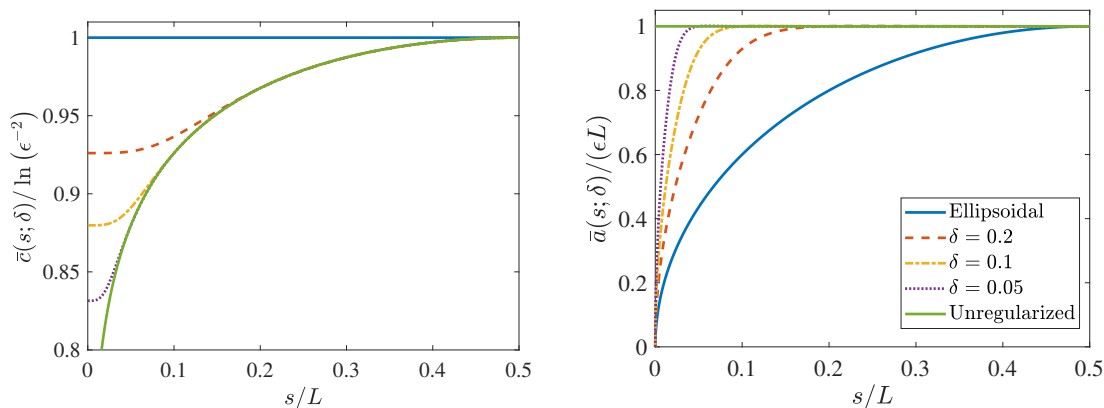 c̄(s; δ)/ ln (ϵ⁻²)
1
0.95
0.9
0.85
0.8
0
0.1
0.2
0.3
0.4
0.5
s/L
ā(s; δ)/(ϵL)
1
0.8
0.6
0.4
0.2
0
0
0.1
0.2
0.3
0.4
0.5
s/L
Ellipsoidal
δ = 0.2
δ = 0.1
δ = 0.05
Unregularized